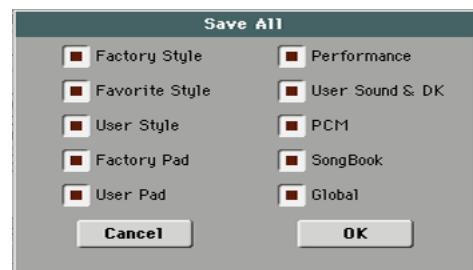 Save All
Factory Style
Performance
Favorite Style
User Sound & DK
User Style
PCM
Factory Pad
SongBook
User Pad
Global
Cancel
OK